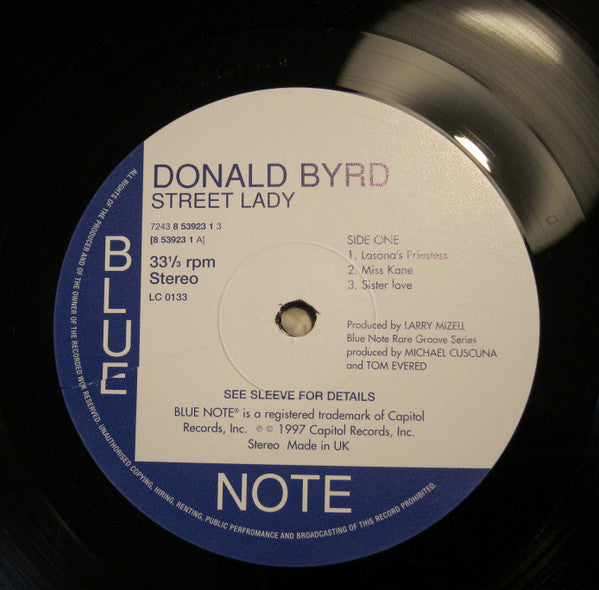 DONALD BYRD
STREET LADY
7243 8 53923 1 3
[8 53923 1 A]
33⅓ rpm
Stereo
LC 0133
SIDE ONE
1. Lasana's Priestess
2. Miss Kane
3. Sister love
Produced by LARRY MiZELL
Blue Note Rare Groove Series
produced by MICHAEL CUSCUNA
and TOM EVERED
SEE SLEEVE FOR DETAILS
BLUE NOTE® is a registered trademark of Capitol
Records, Inc. ℗ © 1997 Capitol Records, Inc.
Stereo Made in UK
BLUE
NOTE
ALL RIGHTS OF THE PRODUCER AND OF THE OWNER OF THE RECORDED WORK RESERVED. UNAUTHORISED COPYING, HIRING, RENTING, PUBLIC PERFROMANCE AND BROADCASTING OF THIS RECORD PROHIBITED.